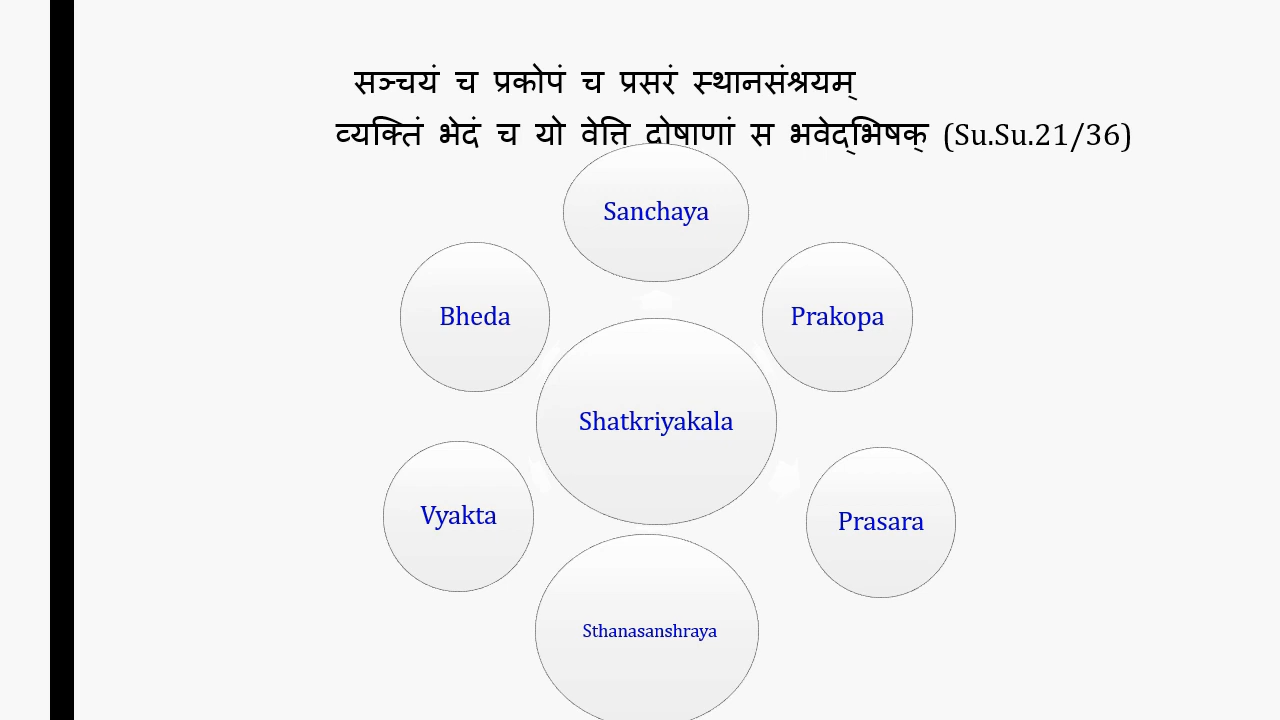 सञ्चयं च प्रकोपं च प्रसरं स्थानसंश्रयम्
व्यक्तिं भेदं च यो वेत्ति दोषाणां स भवेद्भिषक् (Su.Su.21/36)
Sanchaya
Bheda
Prakopa
Shatkriyakala
Vyakta
Prasara
Sthanasanshraya